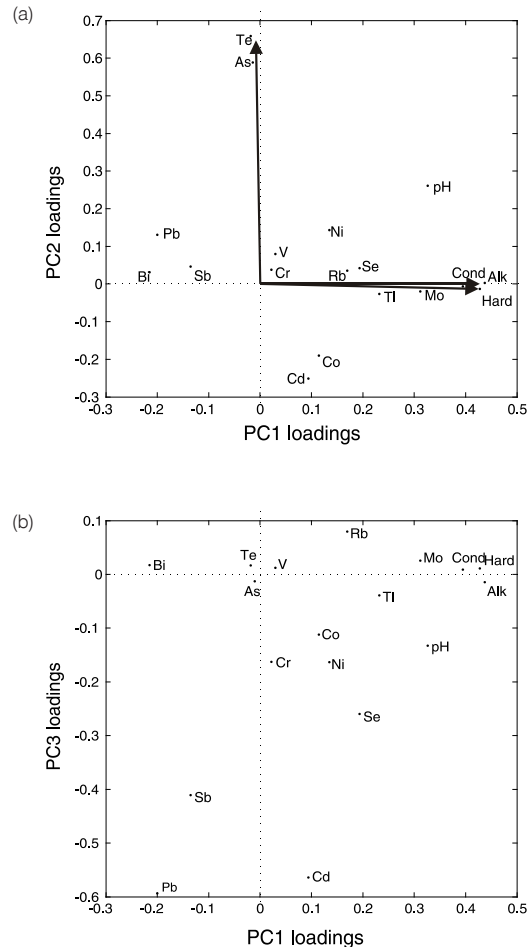 (a)
0.7
0.6
0.5
0.4
0.3
0.2
0.1
0
-0.1
-0.2
-0.3
PC2 loadings
Te
As
pH
Ni
Pb
V
Se
Cr
Rb
Bi
Sb
Cond
Alk
Tl
Mo
Hard
Co
Cd
-0.3 -0.2 -0.1 0 0.1 0.2 0.3 0.4 0.5
PC1 loadings
(b)
0.1
0
-0.1
-0.2
-0.3
-0.4
-0.5
-0.6
PC3 loadings
Rb
Bi
Te
V
Mo
Cond
Hard
As
Tl
Alk
Co
pH
Cr
Ni
Se
Sb
Cd
Pb
-0.3 -0.2 -0.1 0 0.1 0.2 0.3 0.4 0.5
PC1 loadings